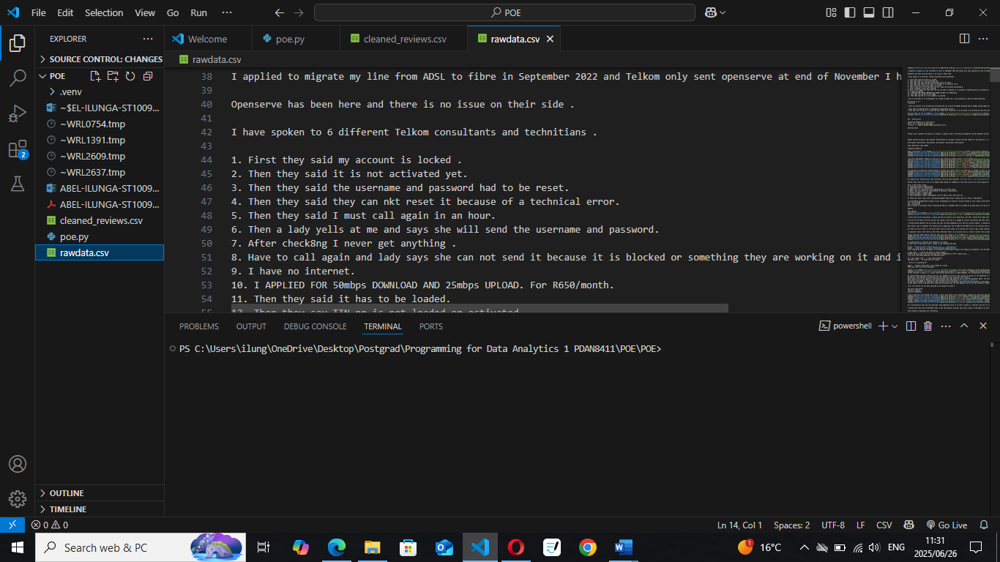 File Edit Selection View Go Run ···
POE
EXPLORER
SOURCE CONTROL: CHANGES
POE
.venv
~$EL-ILUNGA-ST1009...
~WRL0754.tmp
~WRL1391.tmp
~WRL2609.tmp
~WRL2637.tmp
ABEL-ILUNGA-ST1009...
ABEL-ILUNGA-ST1009...
cleaned_reviews.csv
poe.py
rawdata.csv
OUTLINE
TIMELINE
2
Welcome poe.py cleaned_reviews.csv rawdata.csv
rawdata.csv
38 I applied to migrate my line from ADSL to fibre in September 2022 and Telkom only sent openserve at end of November I h
39
40 Openserve has been here and there is no issue on their side .
41
42 I have spoken to 6 different Telkom consultants and technitians .
43
44 1. First they said my account is locked .
45 2. Then they said it is not activated yet.
46 3. Then they said the username and password had to be reset.
47 4. Then they said they can nkt reset it because of a technical error.
48 5. Then they said I must call again in an hour.
49 6. Then a lady yells at me and says she will send the username and password.
50 7. After check8ng I never get anything .
51 8. Have to call again and lady says she can not send it because it is blocked or something they are working on it and i
52 9. I have no internet.
53 10. I APPLIED FOR 50mbps DOWNLOAD AND 25mbps UPLOAD. For R650/month.
54 11. Then they said it has to be loaded.
PROBLEMS OUTPUT DEBUG CONSOLE TERMINAL PORTS
powershell
PS C:\Users\ilung\OneDrive\Desktop\Postgrad\Programming for Data Analytics 1 PDAN8411\POE\POE>
0 0
Ln 14, Col 1 Spaces: 2 UTF-8 LF CSV Go Live
Search web & PC
1 16°C ENG
11:31
2025/06/26